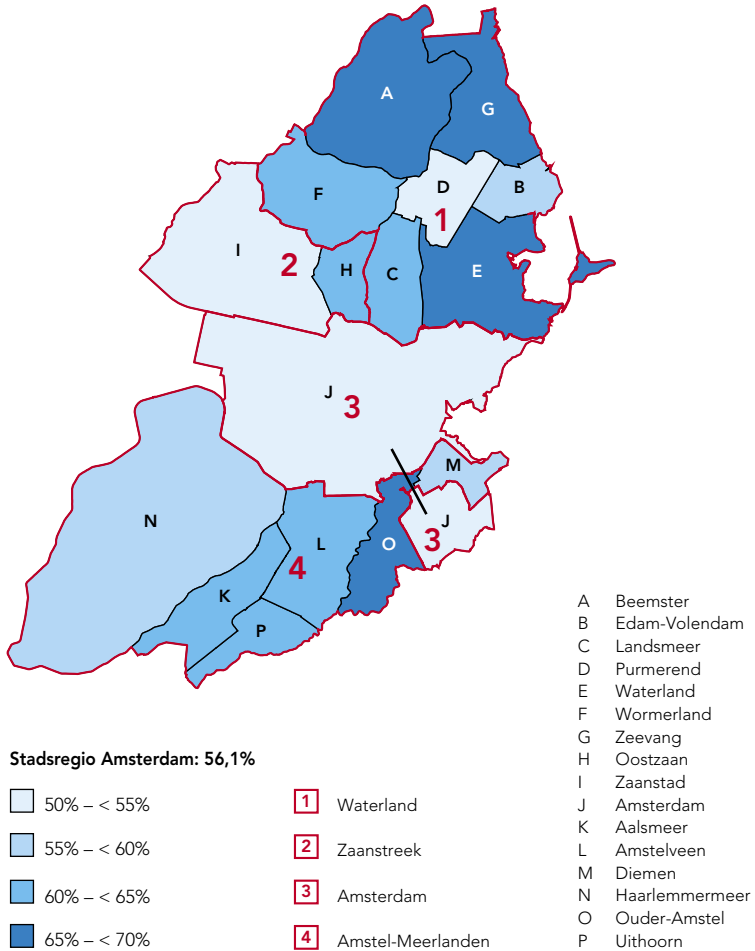 A
G
F
D
B
1
I
2
H
C
E
J
3
M
N
J
L
O
3
4
K
P
A Beemster
B Edam-Volendam
C Landsmeer
D Purmerend
E Waterland
F Wormerland
G Zeevang
H Oostzaan
I Zaanstad
J Amsterdam
K Aalsmeer
L Amstelveen
M Diemen
N Haarlemmermeer
O Ouder-Amstel
P Uithoorn
Stadsregio Amsterdam: 56,1%
50% – < 55%
55% – < 60%
60% – < 65%
65% – < 70%
1 Waterland
2 Zaanstreek
3 Amsterdam
4 Amstel-Meerlanden